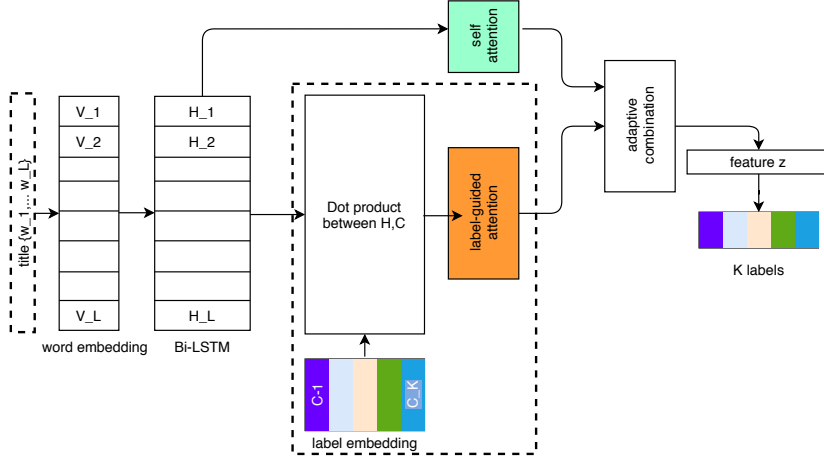 title {w_1,... w_L}
V_1
V_2
V_L
word embedding
H_1
H_2
H_L
Bi-LSTM
self
attention
Dot product
between H,C
label-guided
attention
C-1
C_K
label embedding
adaptive
combination
feature z
K labels